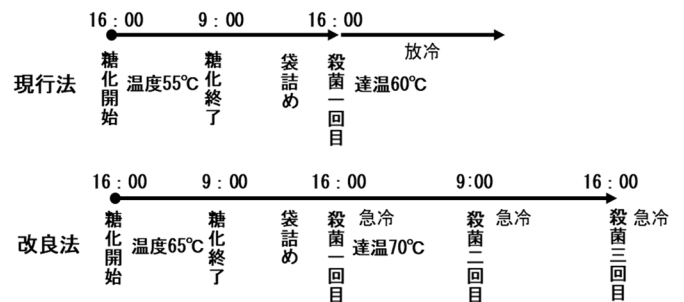 16：00 9：00 16：00
放冷
現行法 糖化開始 温度55℃ 糖化終了 袋詰め 殺菌一回目 達温60℃
16：00 9：00 16：00 9:00 16：00
急冷 急冷 急冷
改良法 糖化開始 温度65℃ 糖化終了 袋詰め 殺菌一回目 達温70℃ 殺菌二回目 殺菌三回目